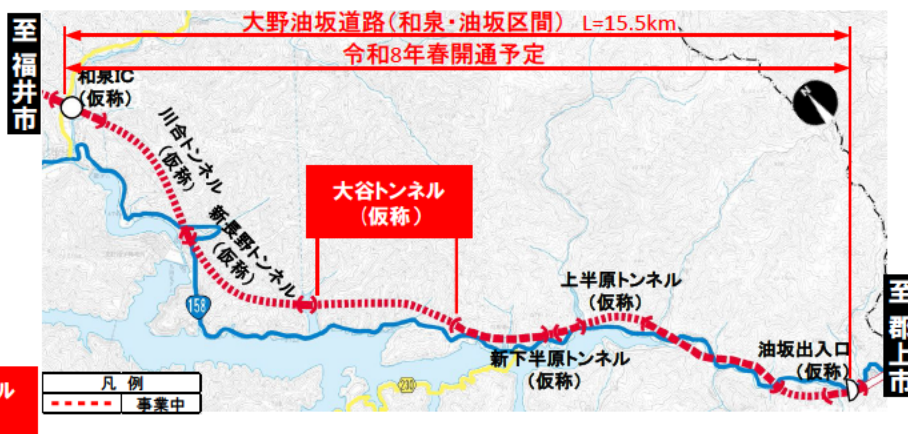 大野油坂道路(和泉・油坂区間) L=15.5km
令和8年春開通予定
至 福井市
和泉IC
(仮称)
川合トンネル
(仮称)
新長野トンネル
(仮称)
大谷トンネル
(仮称)
158
上半原トンネル
(仮称)
新下半原トンネル
(仮称)
油坂出入口
(仮称)
至 郡上市
ル
凡 例
事業中
N